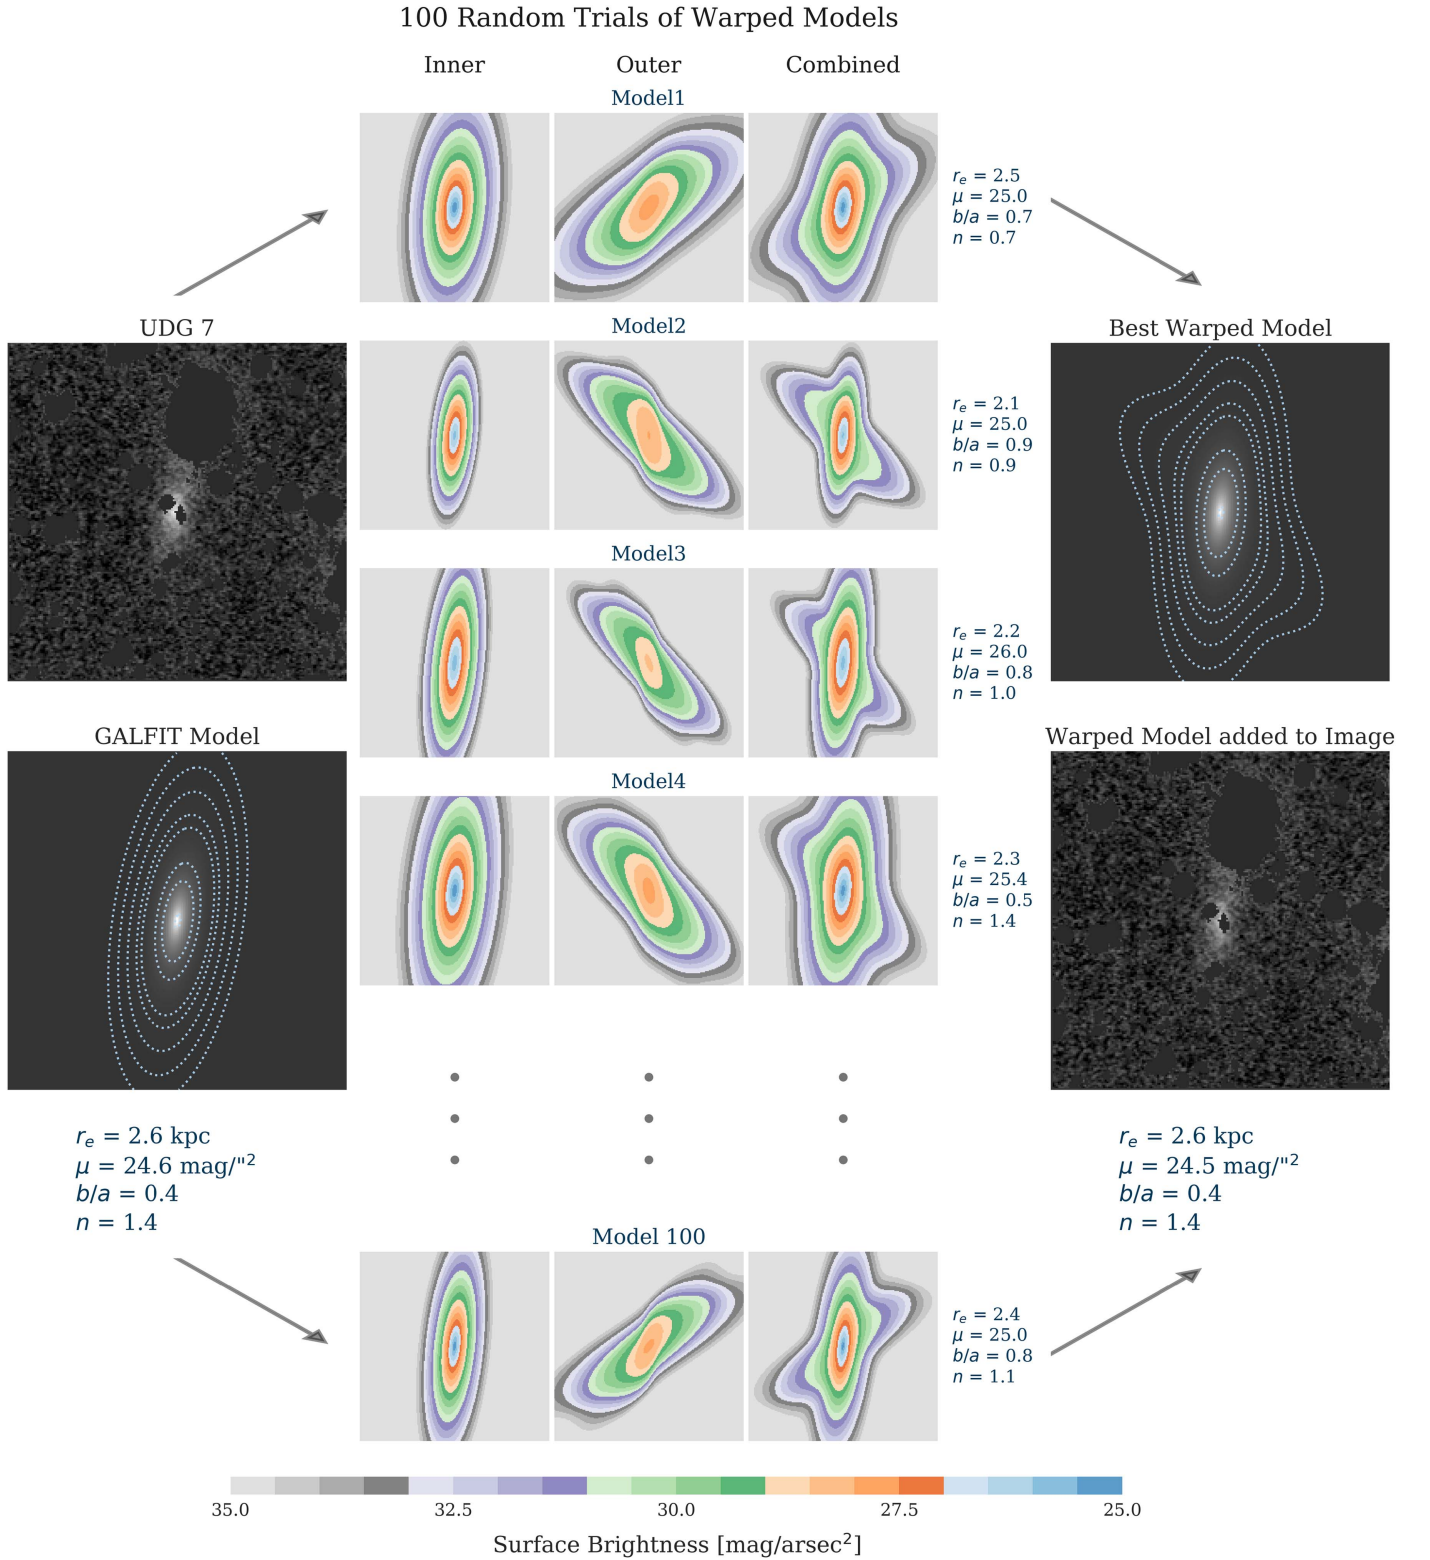 100 Random Trials of Warped Models
Inner Outer Combined
Model1
r_e = 2.5
μ = 25.0
b/a = 0.7
n = 0.7
UDG 7
Model2
Best Warped Model
r_e = 2.1
μ = 25.0
b/a = 0.9
n = 0.9
Model3
r_e = 2.2
μ = 26.0
b/a = 0.8
n = 1.0
GALFIT Model
Warped Model added to Image
Model4
r_e = 2.3
μ = 25.4
b/a = 0.5
n = 1.4
r_e = 2.6 kpc
μ = 24.6 mag/"²
b/a = 0.4
n = 1.4
r_e = 2.6 kpc
μ = 24.5 mag/"²
b/a = 0.4
n = 1.4
Model 100
r_e = 2.4
μ = 25.0
b/a = 0.8
n = 1.1
35.0 32.5 30.0 27.5 25.0
Surface Brightness [mag/arsec²]